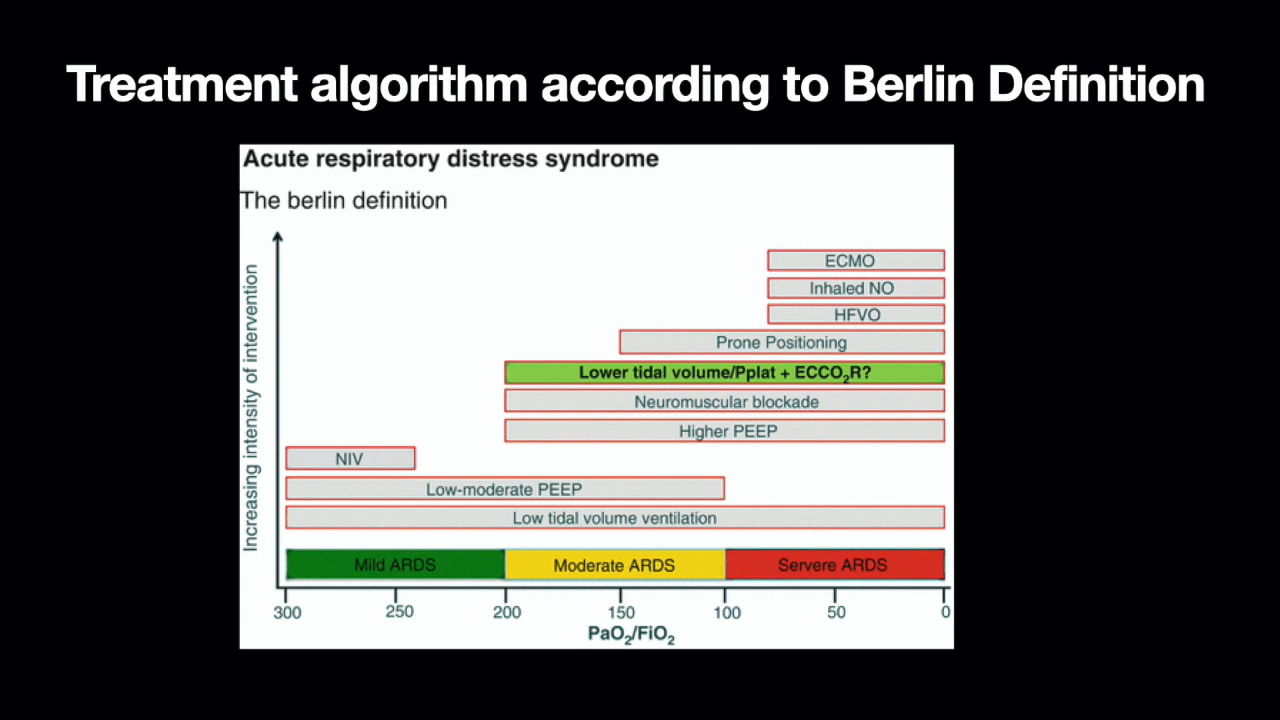 Treatment algorithm according to Berlin Definition
Acute respiratory distress syndrome
The berlin definition
Increasing intensity of intervention
ECMO
Inhaled NO
HFVO
Prone Positioning
Lower tidal volume/Pplat + ECCO₂R?
Neuromuscular blockade
Higher PEEP
NIV
Low-moderate PEEP
Low tidal volume ventilation
Mild ARDS Moderate ARDS Servere ARDS
300 250 200 150 100 50 0
PaO₂/FiO₂